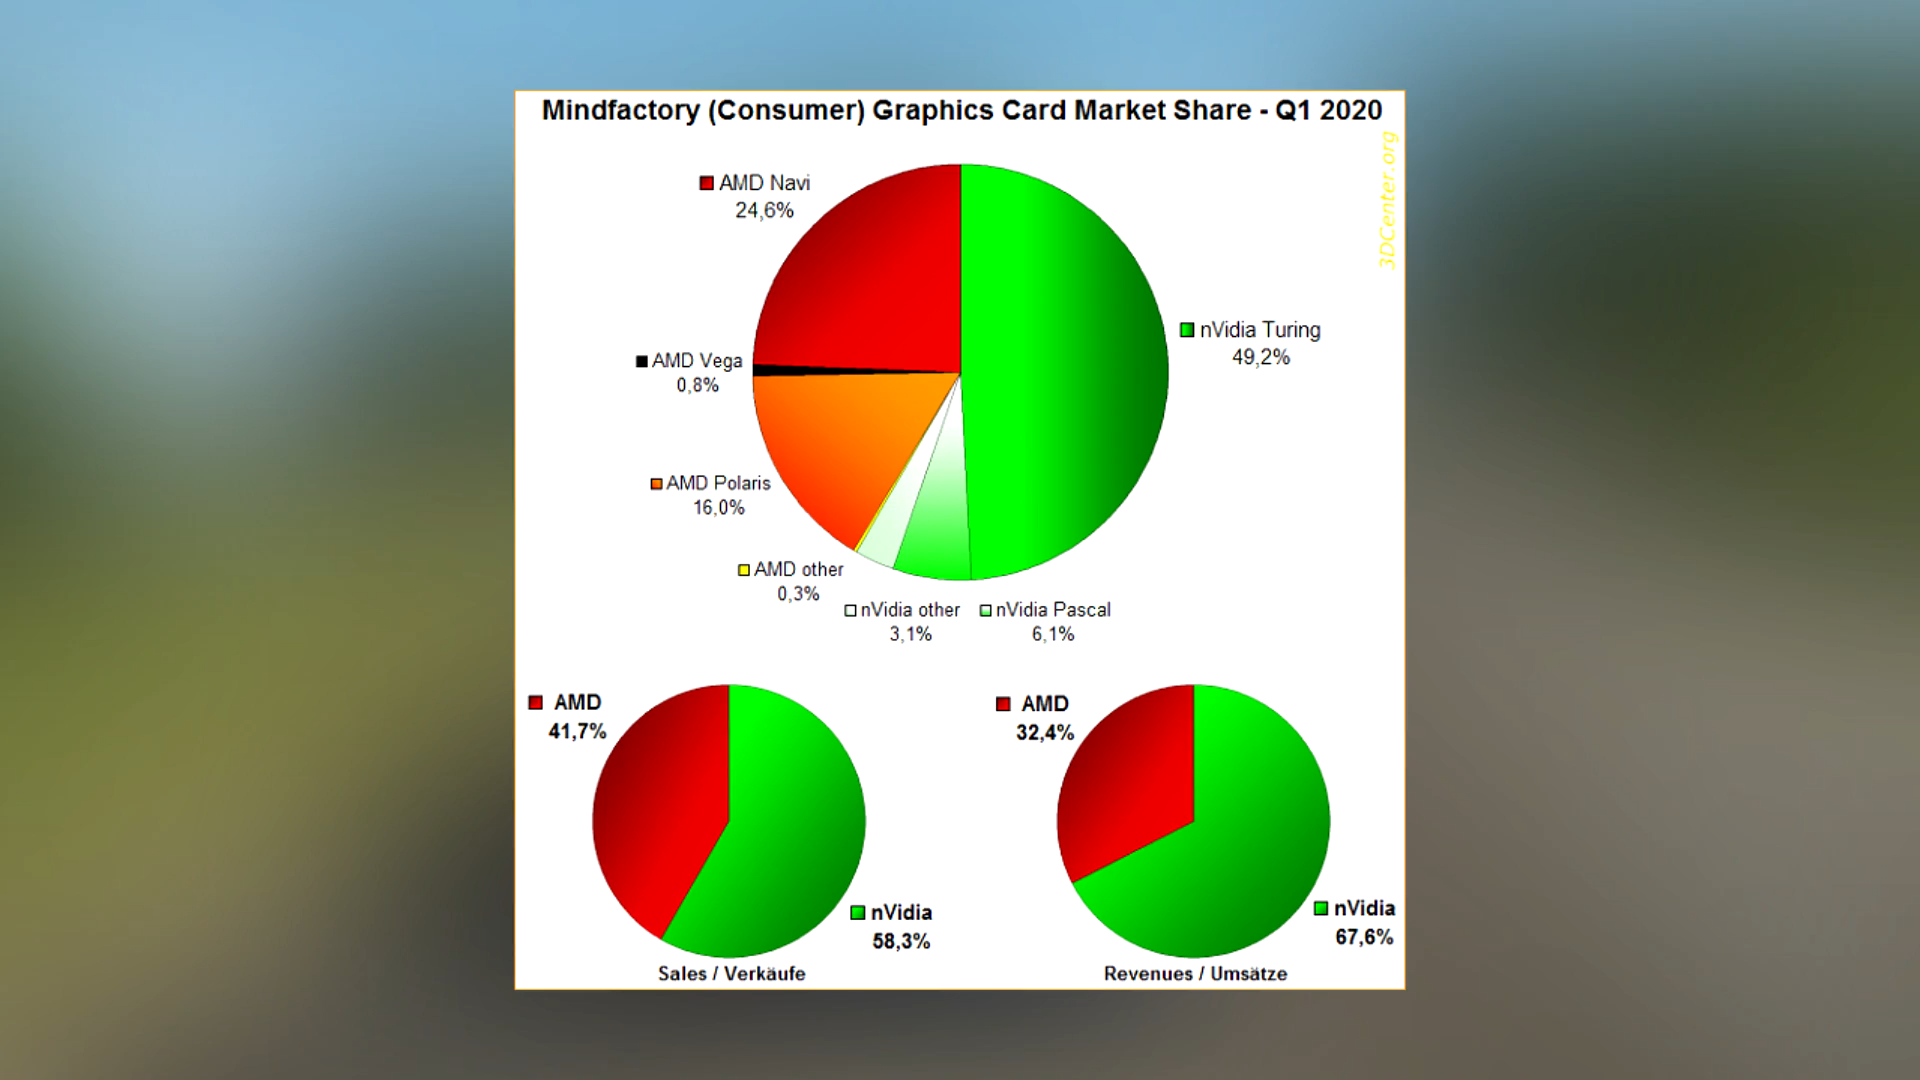 Mindfactory (Consumer) Graphics Card Market Share - Q1 2020
3DCenter.org
AMD Navi
24,6%
nVidia Turing
49,2%
AMD Vega
0,8%
AMD Polaris
16,0%
AMD other
0,3%
nVidia other
3,1%
nVidia Pascal
6,1%
AMD
41,7%
nVidia
58,3%
Sales / Verkäufe
AMD
32,4%
nVidia
67,6%
Revenues / Umsätze